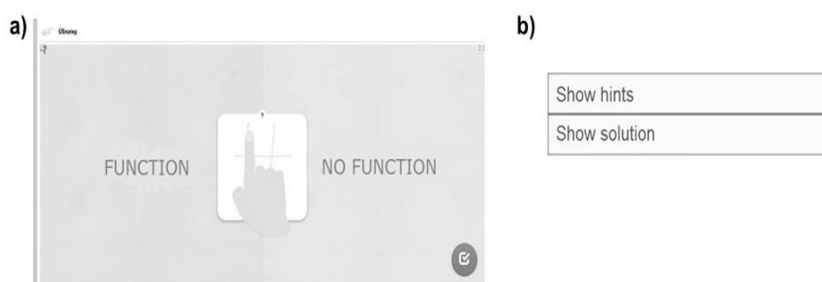 a)
Übung
?
FUNCTION
NO FUNCTION
b)
Show hints
Show solution